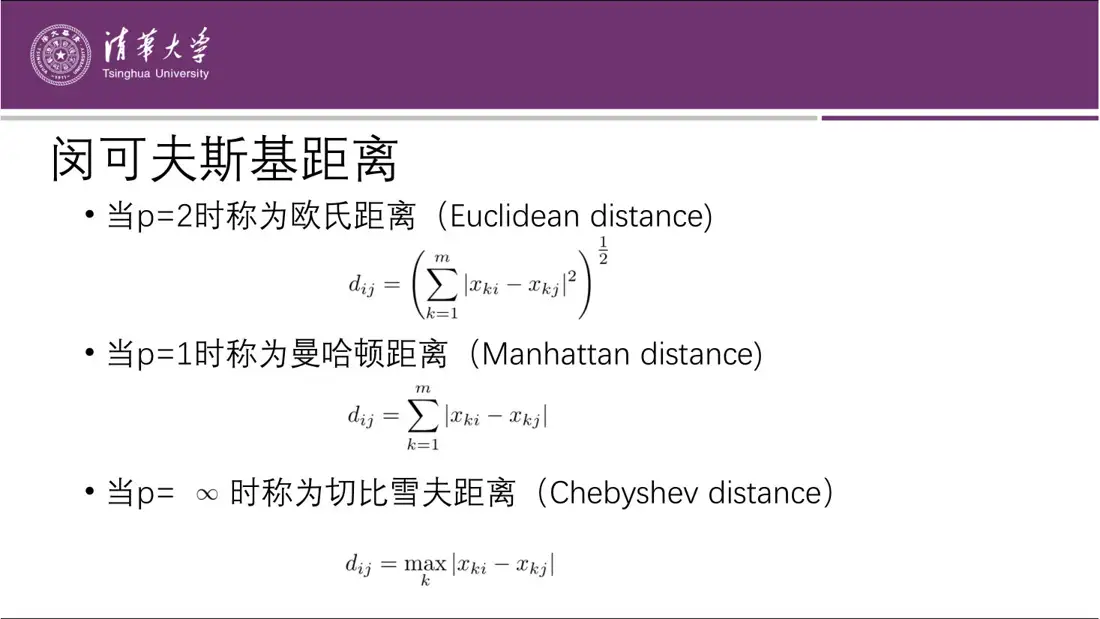 清華大学
Tsinghua University
闵可夫斯基距离
• 当p=2时称为欧氏距离（Euclidean distance)
d_{ij} = \left( \sum_{k=1}^{m} |x_{ki} - x_{kj}|^2 \right)^{\frac{1}{2}}
• 当p=1时称为曼哈顿距离（Manhattan distance)
d_{ij} = \sum_{k=1}^{m} |x_{ki} - x_{kj}|
• 当p= ∞ 时称为切比雪夫距离（Chebyshev distance）
d_{ij} = \max_{k} |x_{ki} - x_{kj}|